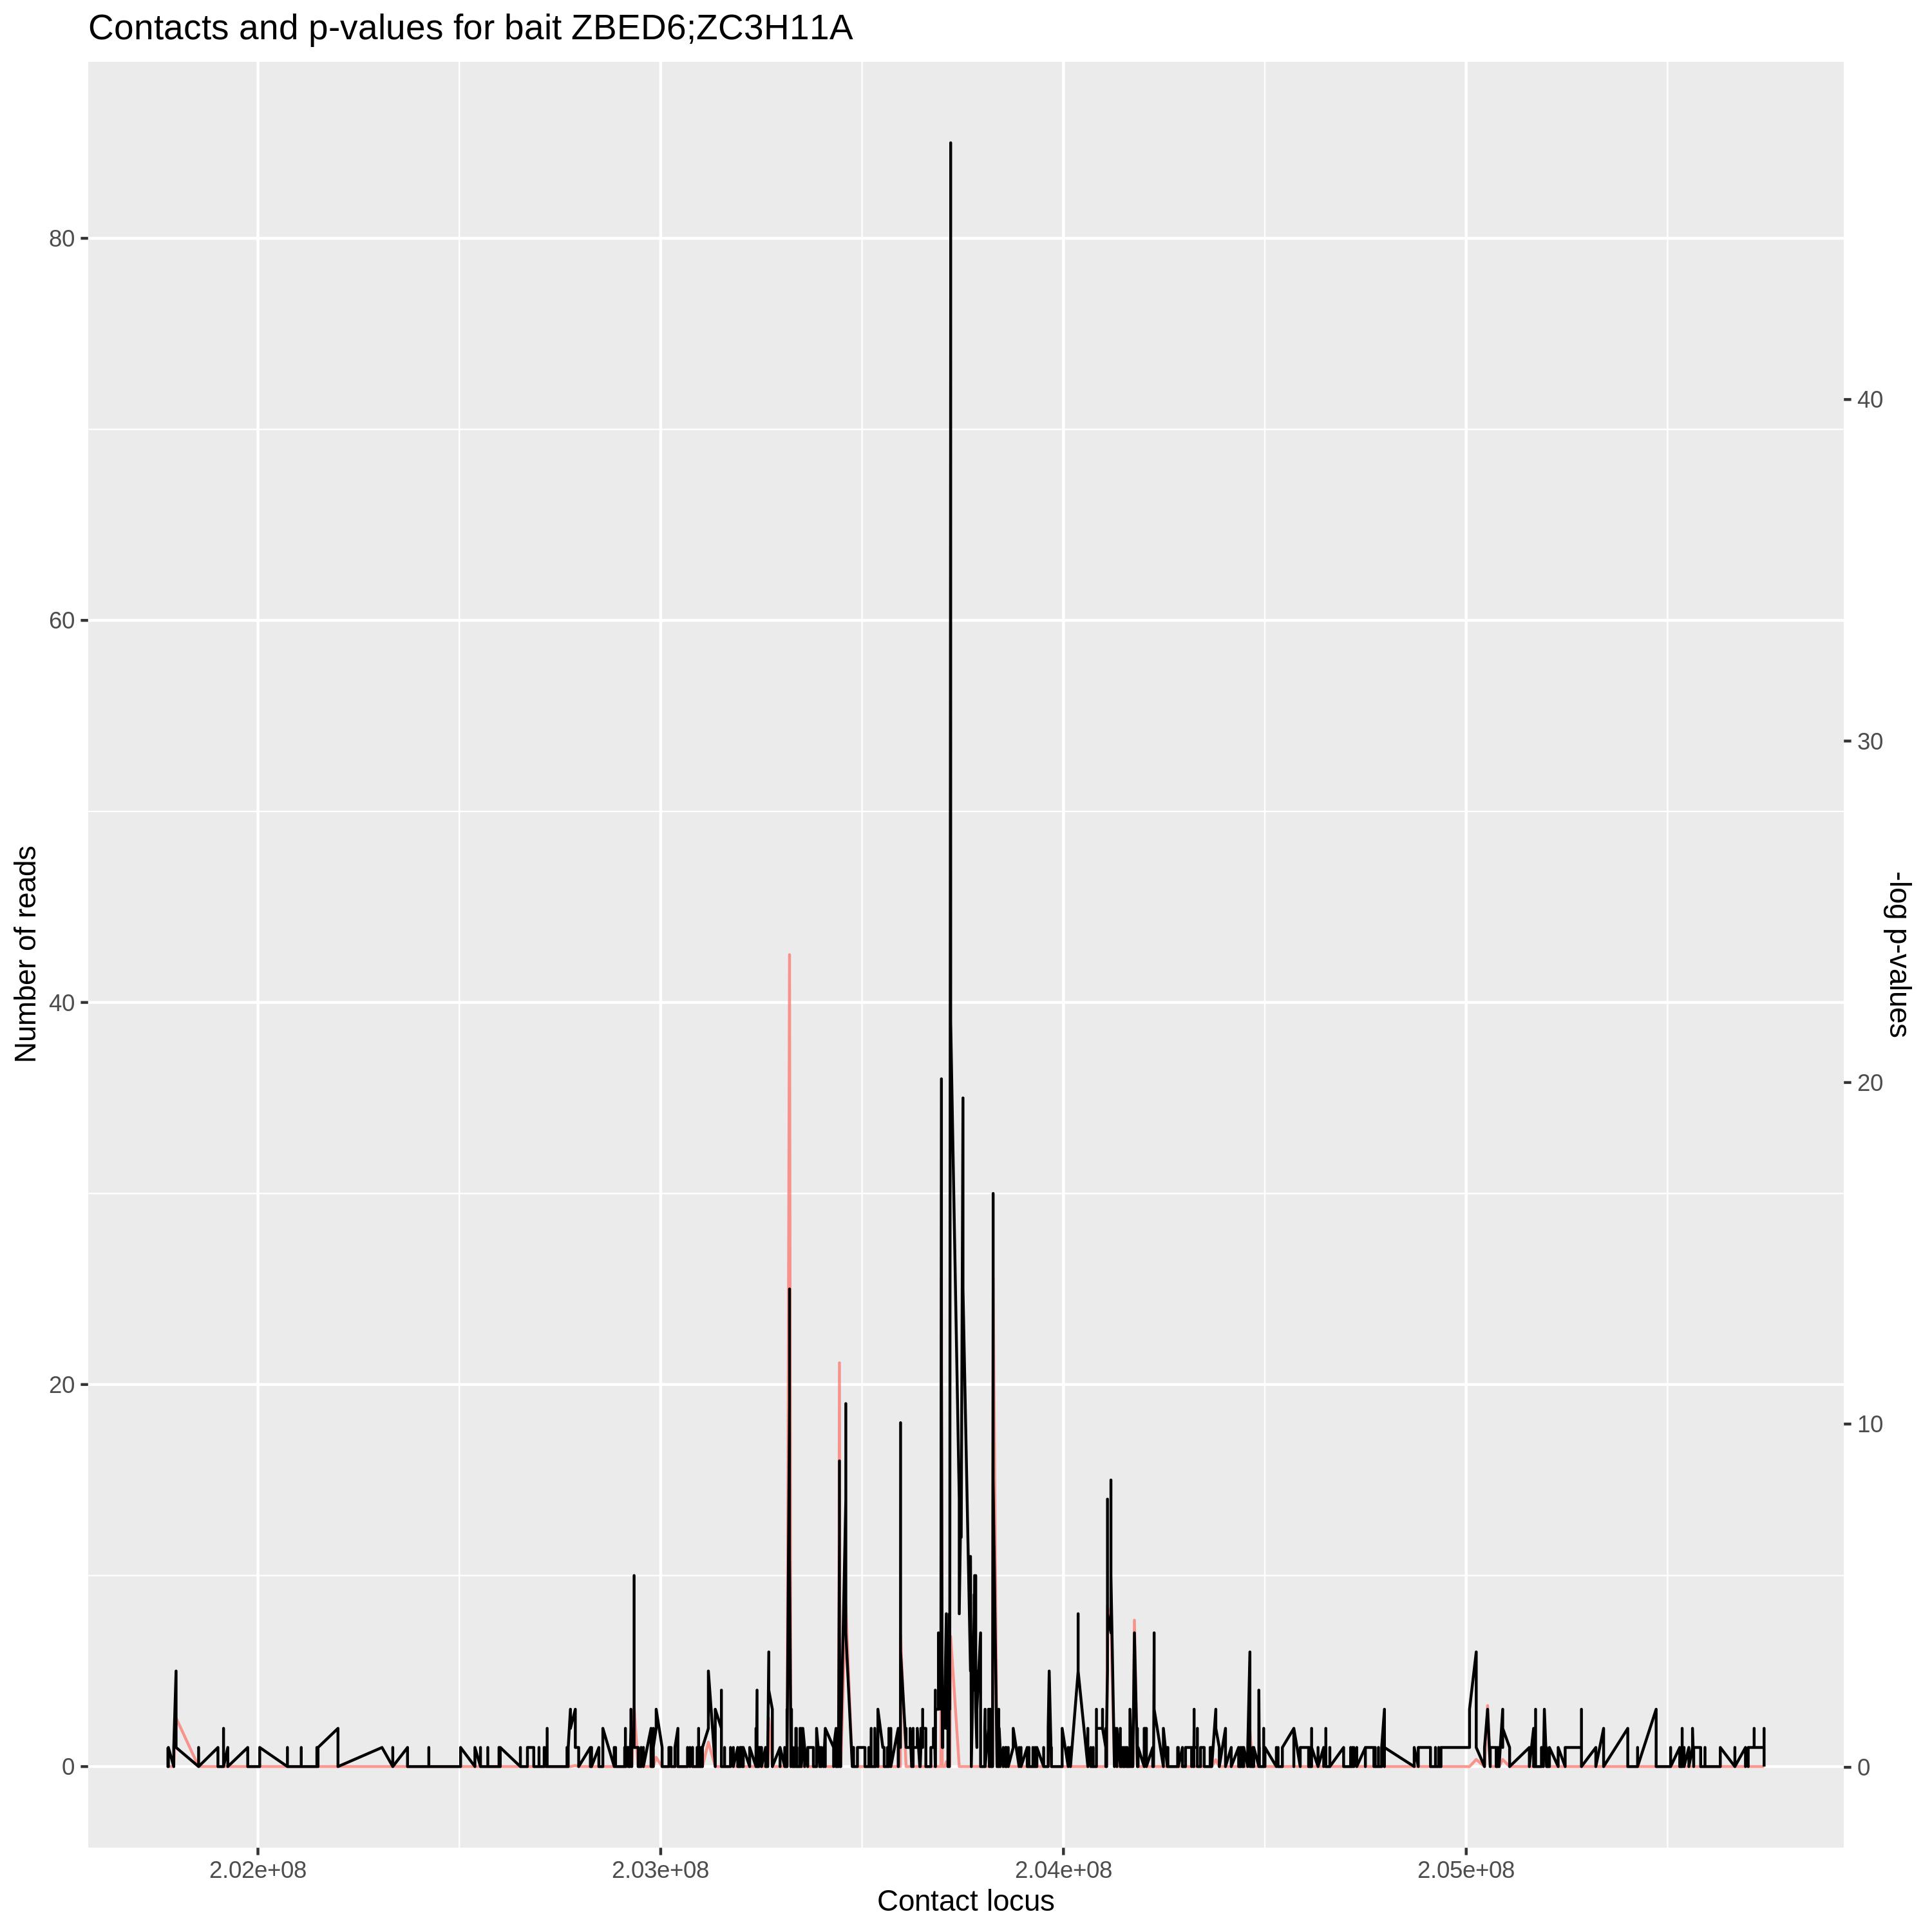 Contacts and p-values for bait ZBED6;ZC3H11A
80
60
40
20
0
Number of reads
40
30
20
10
0
-log p-values
2.02e+08 2.03e+08 2.04e+08 2.05e+08
Contact locus